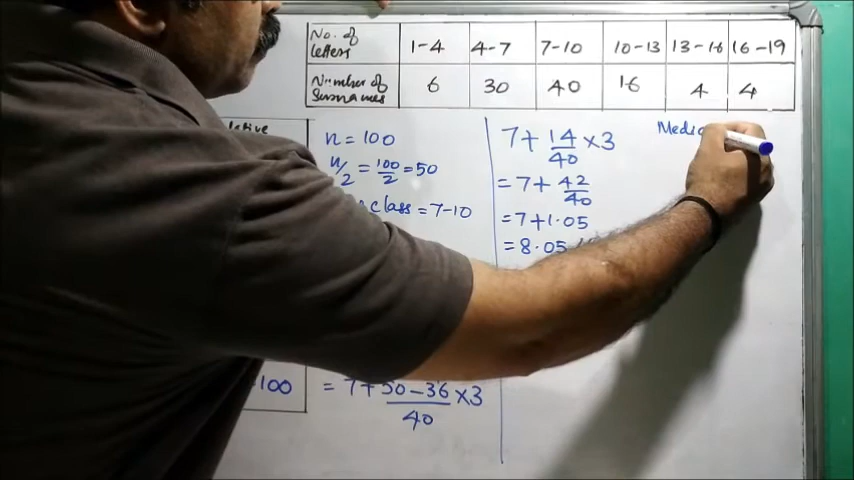 No. of letters 1-4 4-7 7-10 10-13 13-16 16-19
Number of Surnames 6 30 40 16 4 4
n = 100
n/2 = 100/2 = 50
class = 7-10
100
= 7+ 50-36/40 ×3
7+ 14/40 ×3
= 7+ 42/40
= 7+1.05
= 8.05